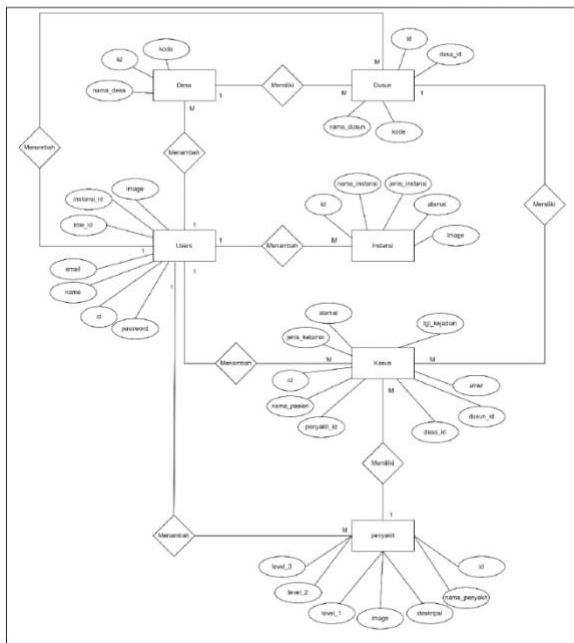 M
id
kode
desa_id
id
nama_desa
Desa
1
Memiliki
M
Dusun
1
M
nama_dusun
kode
Menambah
Menambah
Memiliki
image
nama_instansi
jenis_instansi
instansi_id
id
alamat
role_id
1
1
Users
1
Menambah
M
Instansi
image
email
1
1
name
id
password
alamat
tgl_kejadian
jenis_kelamin
Menambah
M
Kasus
M
id
M
umur
nama_pasien
dusun_id
penyakit_id
desa_id
Memiliki
1
Menambah
M
penyakit
level_3
id
level_2
nama_penyakit
level_1
image
deskripsi